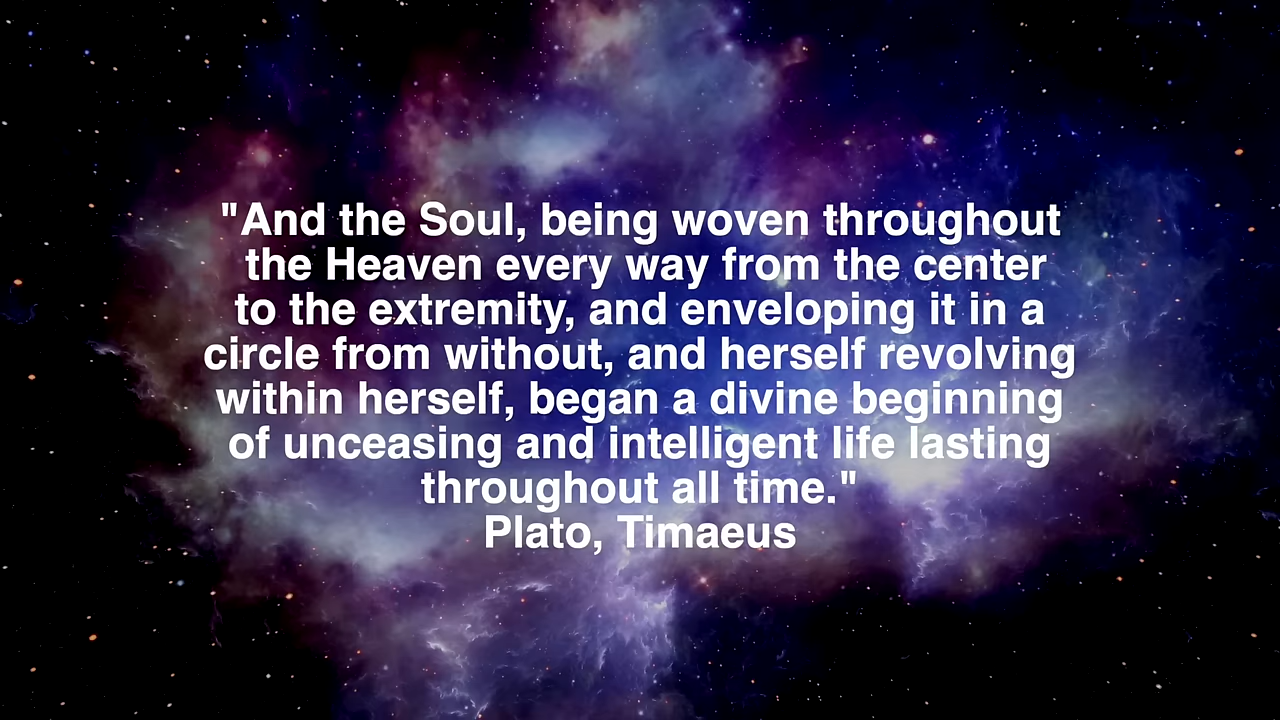 "And the Soul, being woven throughout
the Heaven every way from the center
to the extremity, and enveloping it in a
circle from without, and herself revolving
within herself, began a divine beginning
of unceasing and intelligent life lasting
throughout all time."
Plato, Timaeus